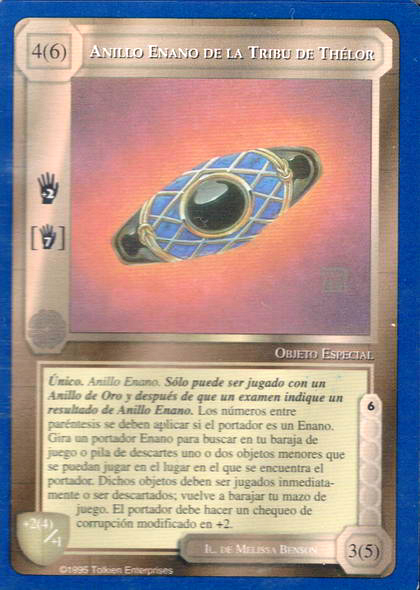 4(6)
ANILLO ENANO DE LA TRIBU DE THÉLOR
+2
[7]
OBJETO ESPECIAL
Único. Anillo Enano. Sólo puede ser jugado con un
Anillo de Oro y después de que un examen indique un
resultado de Anillo Enano. Los números entre
paréntesis se deben aplicar si el portador es un Enano.
Gira un portador Enano para buscar en tu baraja de
juego o pila de descartes uno o dos objetos menores que
se puedan jugar en el lugar en el que se encuentra el
portador. Dichos objetos deben ser jugados inmediata-
mente o ser descartados; vuelve a barajar tu mazo de
juego. El portador debe hacer un chequeo de
corrupción modificado en +2.
6
+2(4)
/+1
IL. DE MELISSA BENSON
3(5)
©1995 Tolkien Enterprises